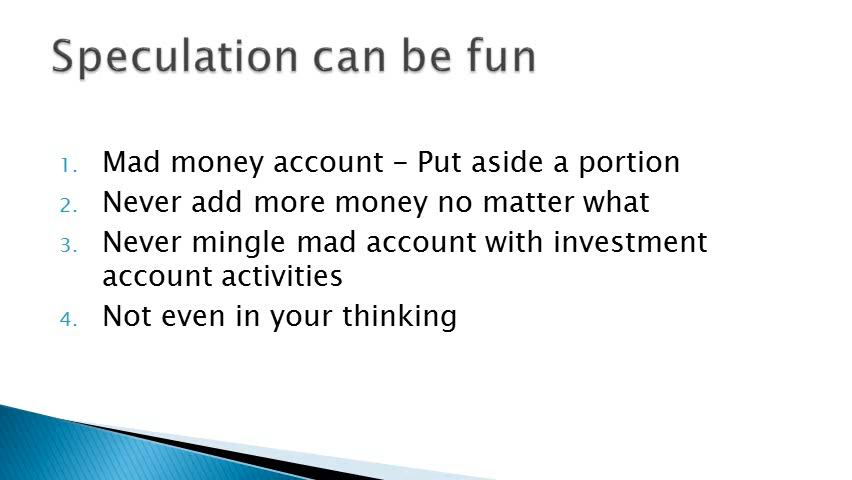 Speculation can be fun
1. Mad money account – Put aside a portion
2. Never add more money no matter what
3. Never mingle mad account with investment
account activities
4. Not even in your thinking